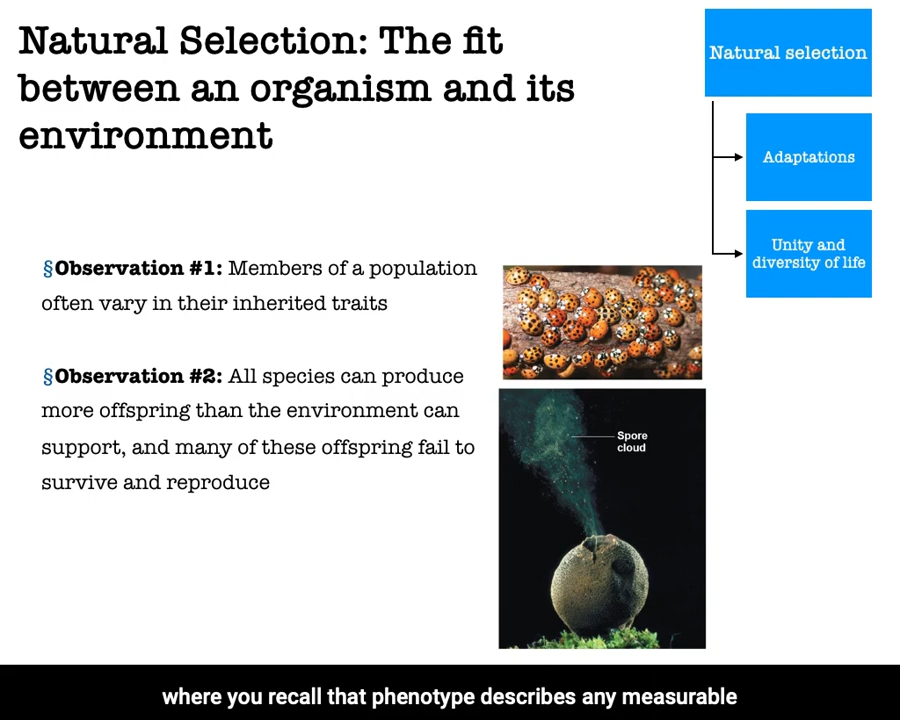 Natural Selection: The fit
between an organism and its
environment
Natural selection
Adaptations
Unity and
diversity of life
§Observation #1: Members of a population
often vary in their inherited traits
§Observation #2: All species can produce
more offspring than the environment can
support, and many of these offspring fail to
survive and reproduce
Spore
cloud
where you recall that phenotype describes any measurable